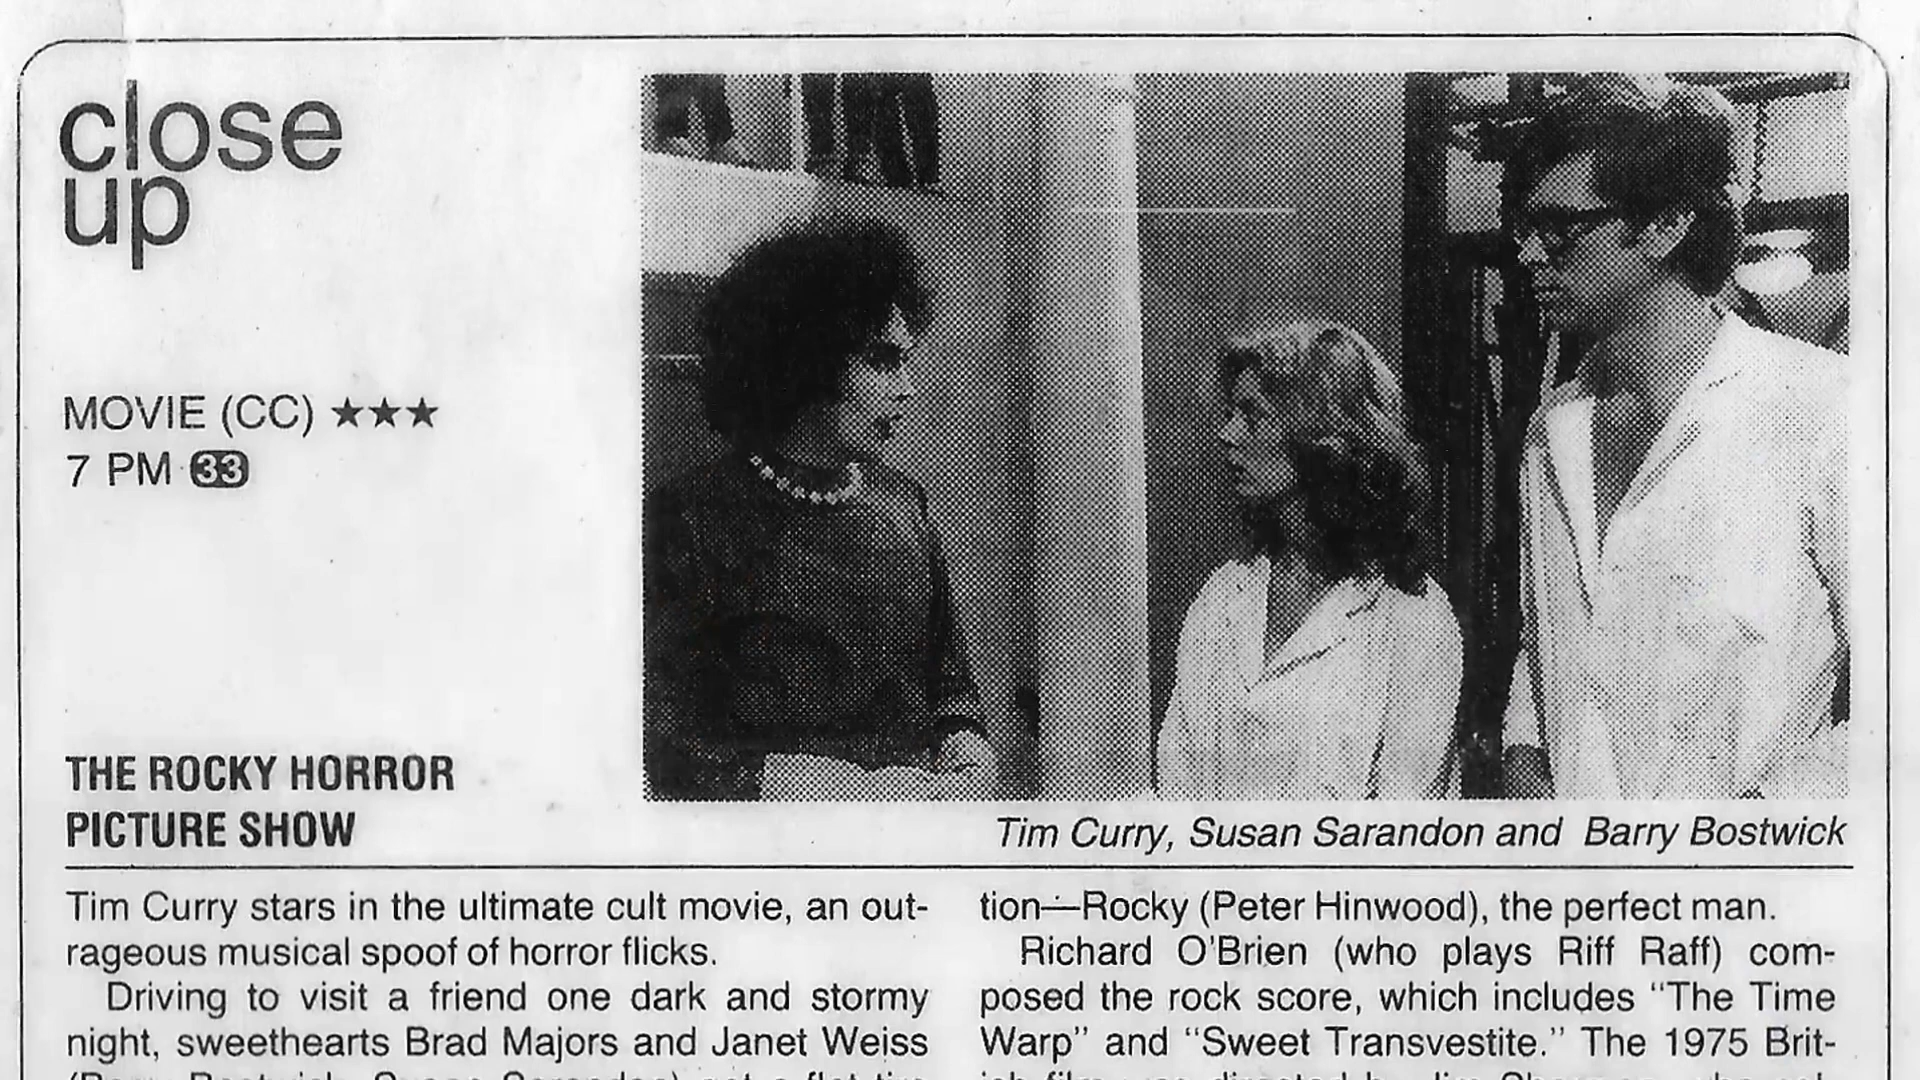 close
up
MOVIE (CC) ★★★
7 PM 33
THE ROCKY HORROR
PICTURE SHOW
Tim Curry, Susan Sarandon and Barry Bostwick
Tim Curry stars in the ultimate cult movie, an out-
rageous musical spoof of horror flicks.
Driving to visit a friend one dark and stormy
night, sweethearts Brad Majors and Janet Weiss
tion—Rocky (Peter Hinwood), the perfect man.
Richard O'Brien (who plays Riff Raff) com-
posed the rock score, which includes “The Time
Warp” and “Sweet Transvestite.” The 1975 Brit-